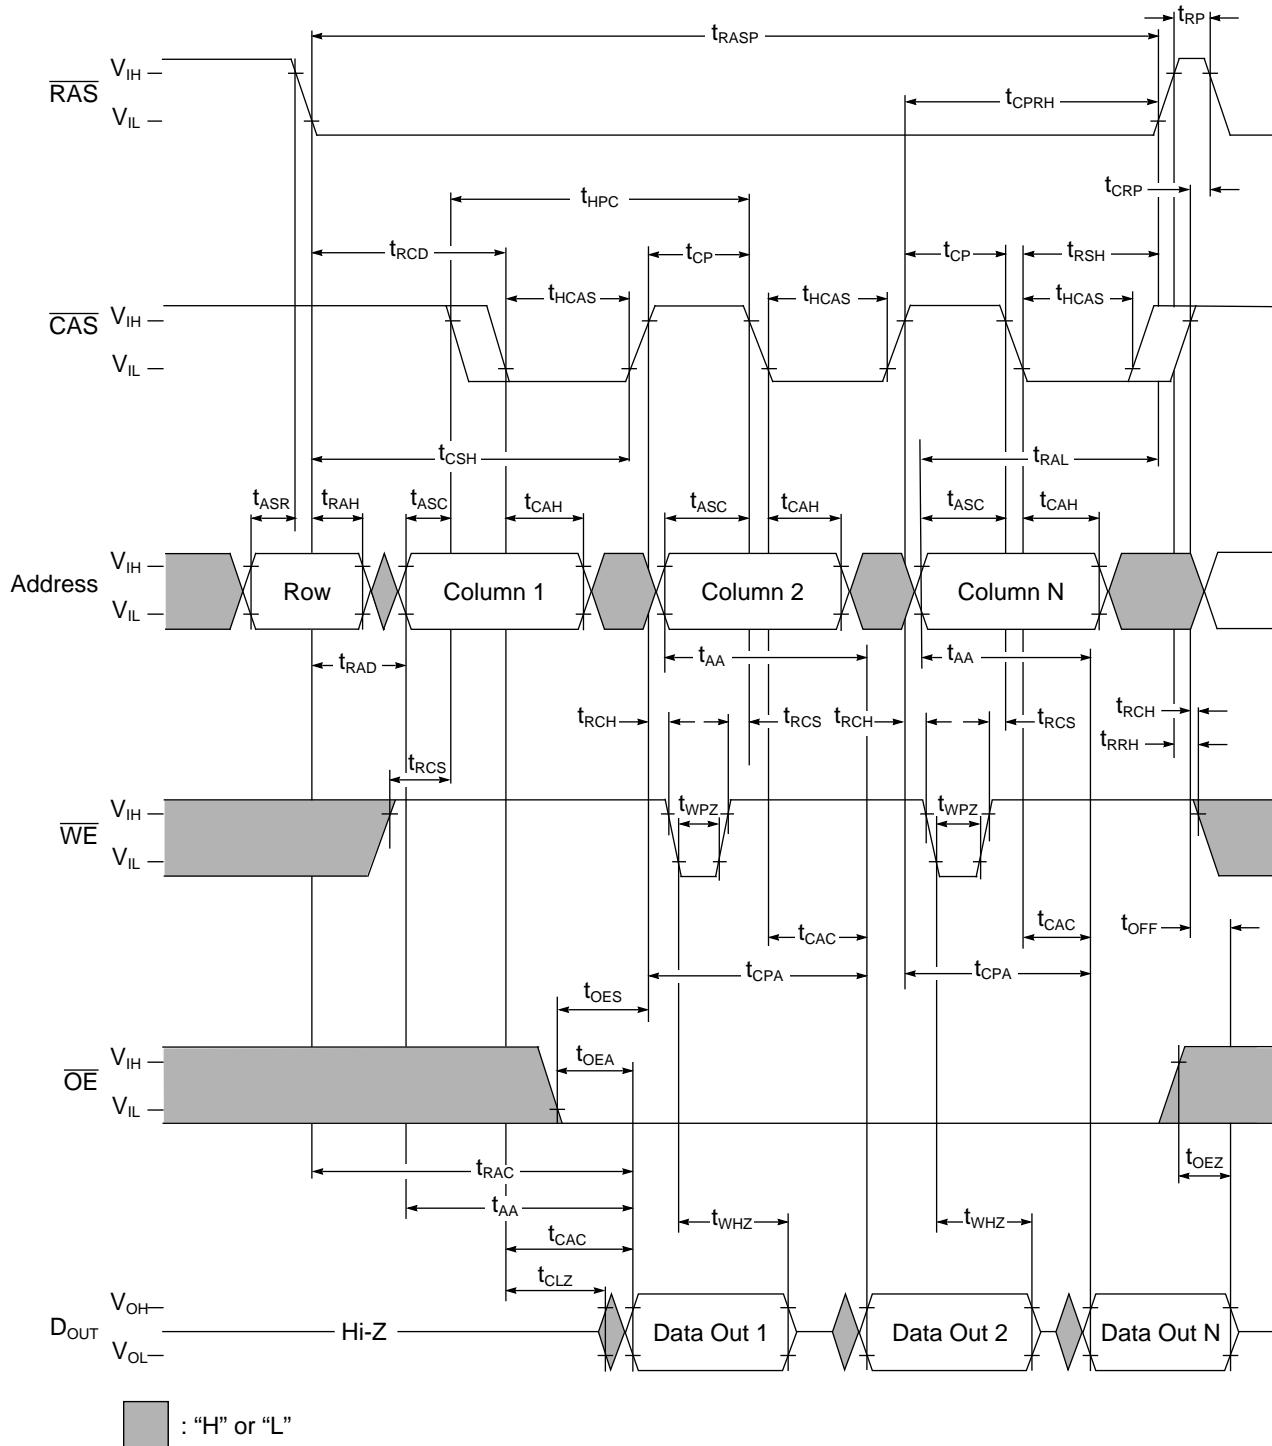 tRP
tRASP
VIH
RAS
tCPRH
VIL
tCRP
tHPC
tRCD
tCP
tCP
tRSH
tHCAS
tHCAS
tHCAS
VIH
CAS
VIL
tCSH
tRAL
tASR
tRAH
tASC
tCAH
tASC
tCAH
tASC
tCAH
VIH
Address
Row
Column 1
Column 2
Column N
VIL
tRAD
tAA
tAA
tRCH
tRCS
tRCH
tRCS
tRCH
tRRH
tRCS
VIH
WE
tWPZ
tWPZ
VIL
tCAC
tCAC
tOFF
tCPA
tCPA
tOES
VIH
OE
tOEA
VIL
tRAC
tOEZ
tAA
tWHZ
tWHZ
tCAC
tCLZ
VOH
DOUT
Hi-Z
Data Out 1
Data Out 2
Data Out N
VOL
: “H” or “L”